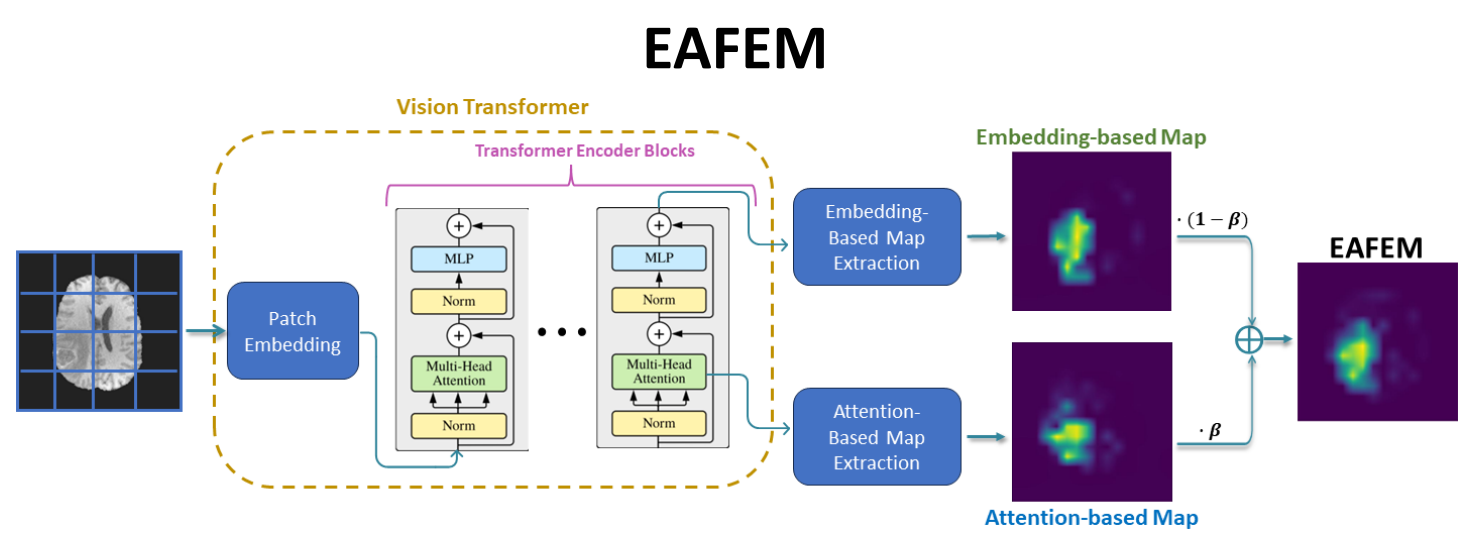 EAFEM
Vision Transformer
Transformer Encoder Blocks
Patch
Embedding
+
MLP
Norm
+
Multi-Head
Attention
Norm
• • •
+
MLP
Norm
+
Multi-Head
Attention
Norm
Embedding-
Based Map
Extraction
Attention-
Based Map
Extraction
Embedding-based Map
· (1 − β)
Attention-based Map
· β
EAFEM